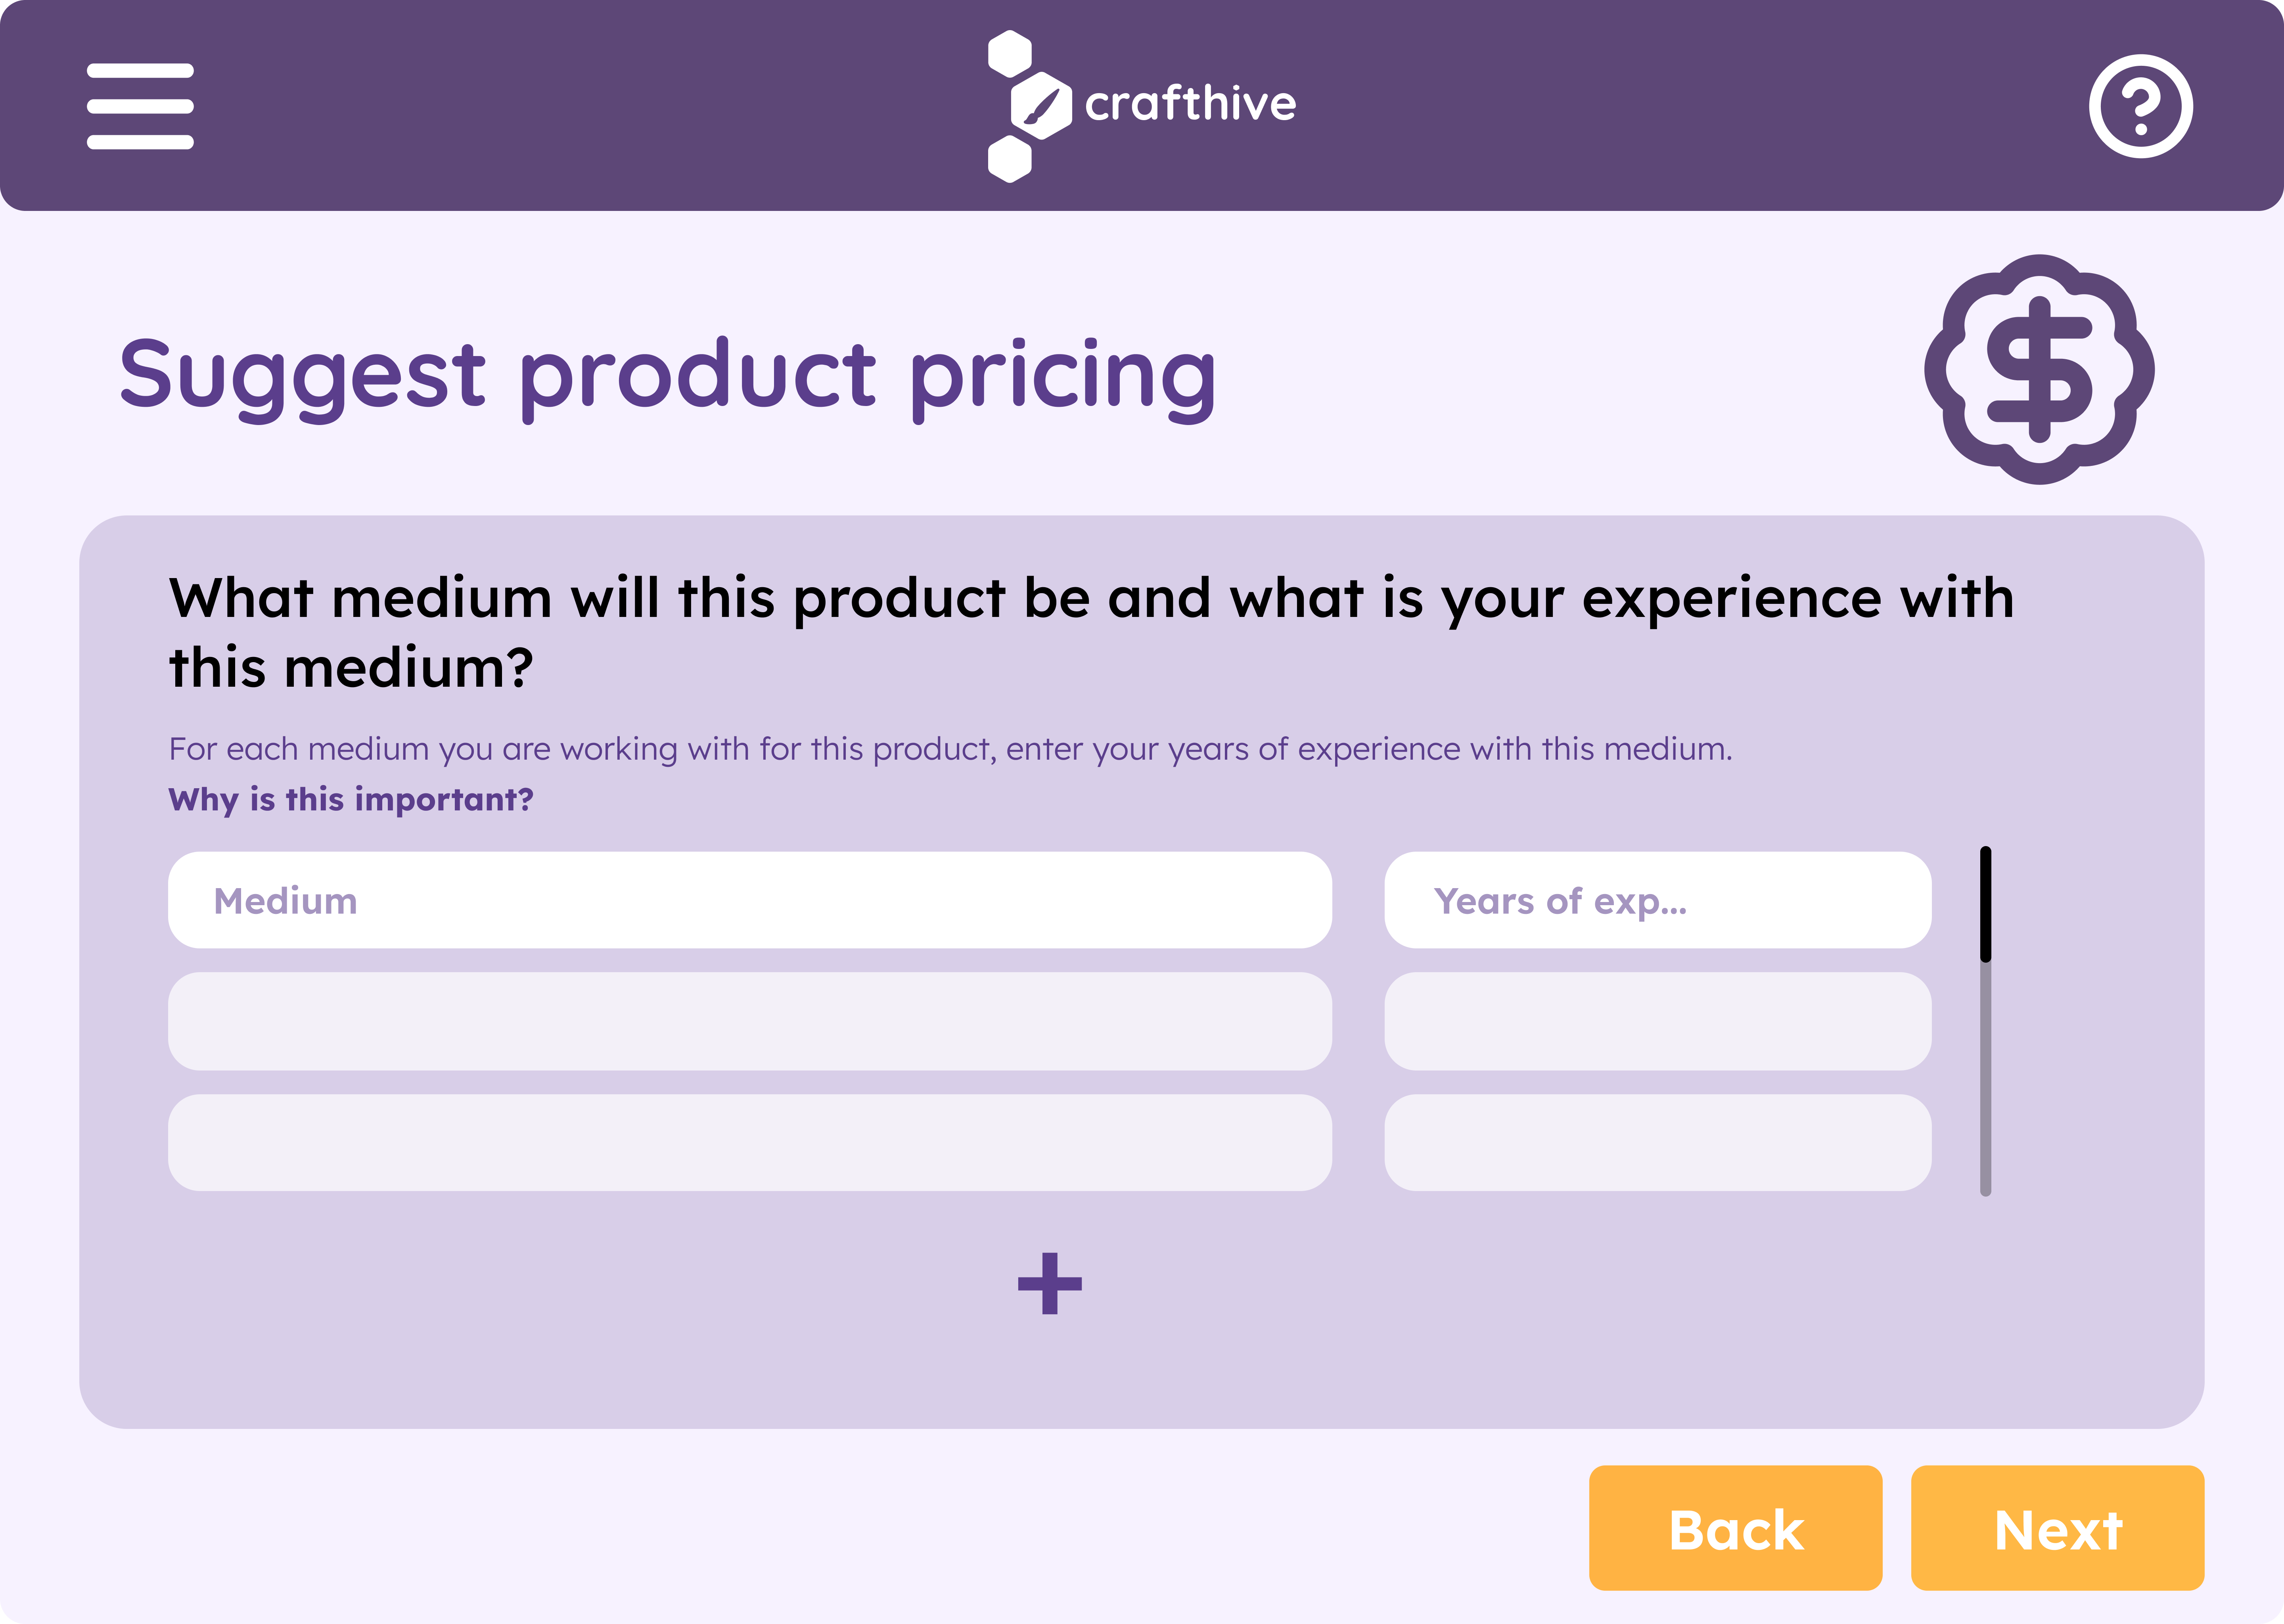 crafthive
Suggest product pricing
What medium will this product be and what is your experience with
this medium?
For each medium you are working with for this product, enter your years of experience with this medium.
Why is this important?
Medium
Years of exp...
Back
Next